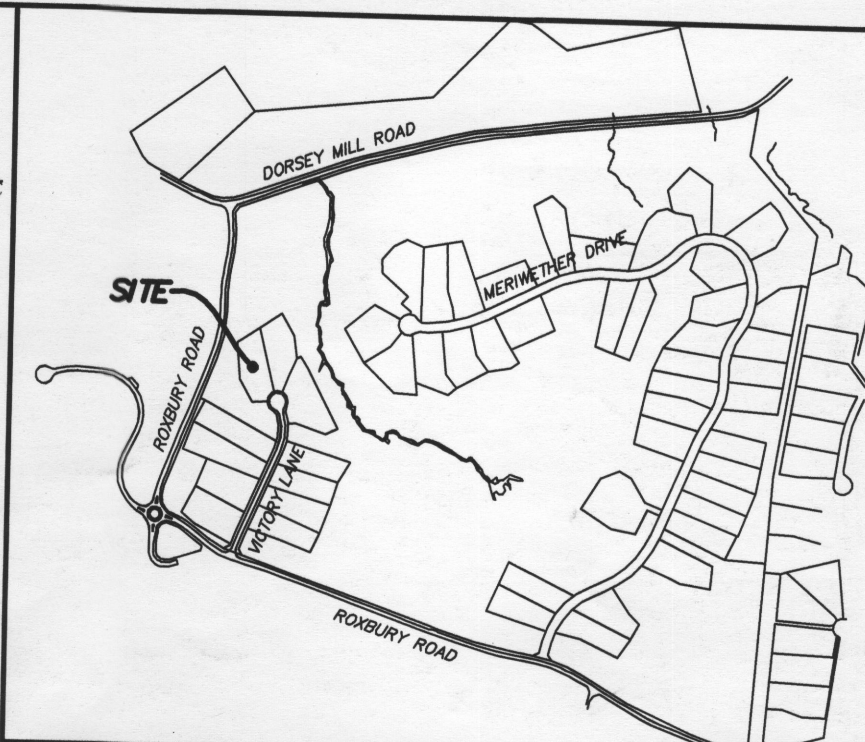 DORSEY MILL ROAD
MERIWETHER DRIVE
SITE
ROXBURY ROAD
VICTORY LANE
ROXBURY ROAD